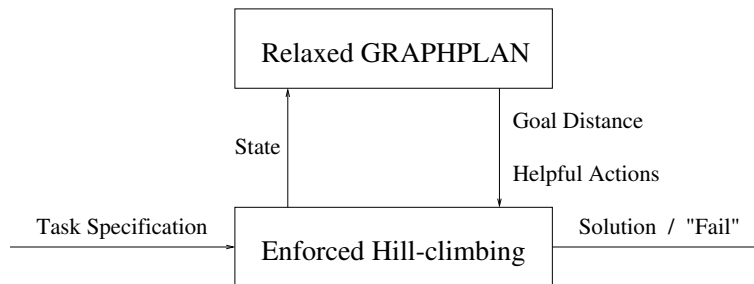 Relaxed GRAPHPLAN
Goal Distance
State
Helpful Actions
Task Specification
Solution / "Fail"
Enforced Hill-climbing